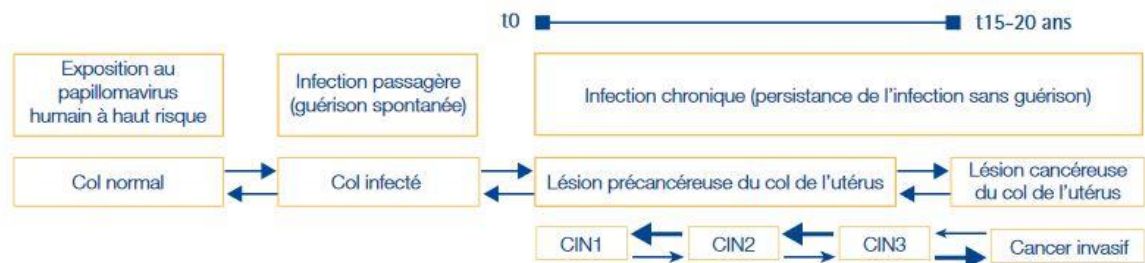 t0
t15-20 ans
Exposition au
papillomavirus
humain à haut risque
Infection passagère
(guérison spontanée)
Infection chronique (persistance de l'infection sans guérison)
Col normal
Col infecté
Lésion précancéreuse du col de l'utérus
Lésion cancéreuse
du col de l'utérus
CIN1
CIN2
CIN3
Cancer invasif